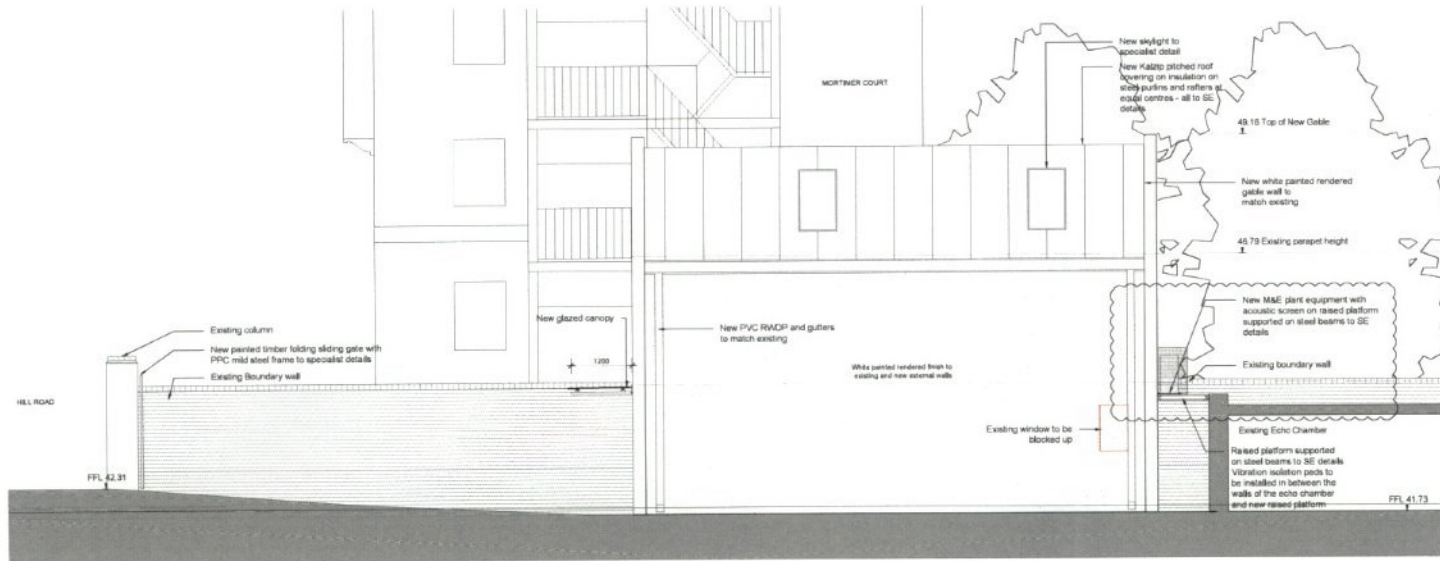 New skylight to
specialist detail
New Kalzip pitched roof
covering on insulation on
steel purlins and rafters at
equal centres - all to SE
details
MORTIMER COURT
49.16 Top of New Gable
New white painted rendered
gable wall to
match existing
46.79 Existing parapet height
New M&E plant equipment with
acoustic screen on raised platform
supported on steel beams to SE
details
New glazed canopy
New PVC RWDP and gutters
to match existing
Existing column
New painted timber folding sliding gate with
PPC mild steel frame to specialist details
Existing Boundary wall
1200
White painted rendered finish to
existing and new external walls
Existing boundary wall
HILL ROAD
Existing window to be
blocked up
Existing Echo Chamber
Raised platform supported
on steel beams to SE details
Vibration isolation pads to
be installed in between the
walls of the echo chamber
and new raised platform
FFL 42.31
FFL 41.73